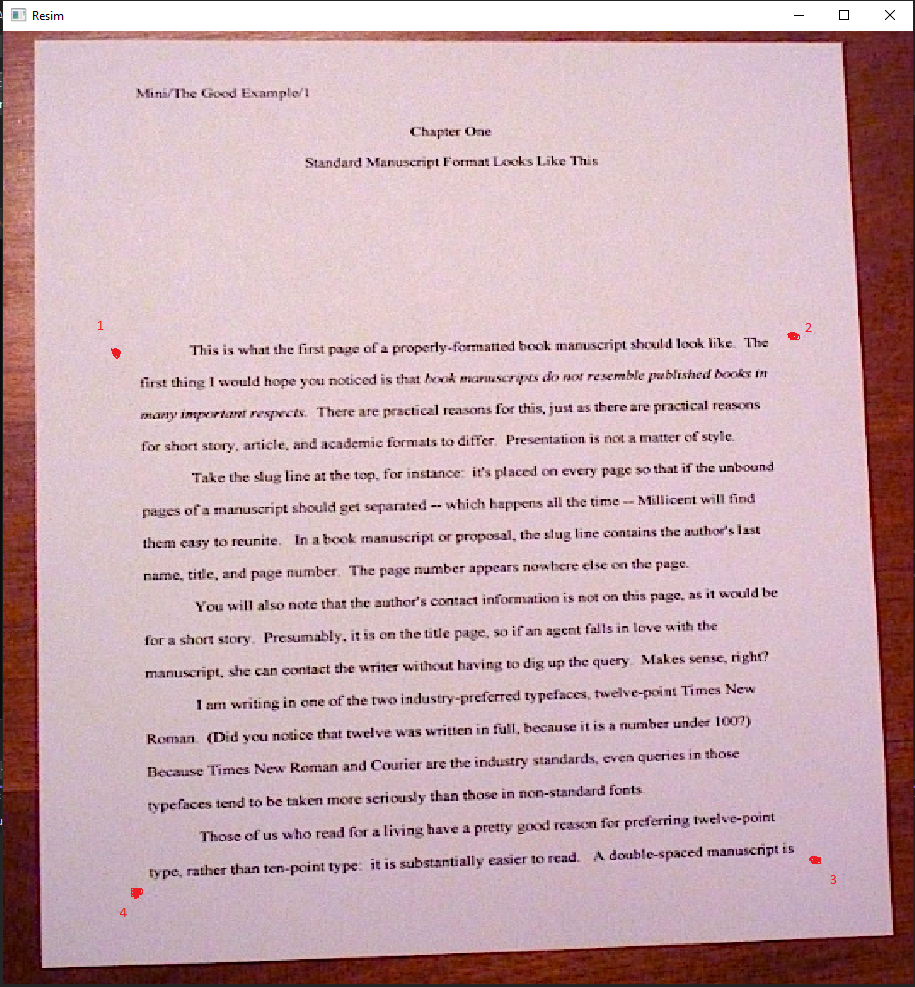 Resim
Mini/The Good Example/1
Chapter One
Standard Manuscript Format Looks Like This
1
2
This is what the first page of a properly-formatted book manuscript should look like. The
first thing I would hope you noticed is that book manuscripts do not resemble published books in
many important respects. There are practical reasons for this, just as there are practical reasons
for short story, article, and academic formats to differ. Presentation is not a matter of style.
Take the slug line at the top, for instance: it's placed on every page so that if the unbound
pages of a manuscript should get separated -- which happens all the time -- Millicent will find
them easy to reunite. In a book manuscript or proposal, the slug line contains the author's last
name, title, and page number. The page number appears nowhere else on the page.
You will also note that the author's contact information is not on this page, as it would be
for a short story. Presumably, it is on the title page, so if an agent falls in love with the
manuscript, she can contact the writer without having to dig up the query. Makes sense, right?
I am writing in one of the two industry-preferred typefaces, twelve-point Times New
Roman. (Did you notice that twelve was written in full, because it is a number under 100?)
Because Times New Roman and Courier are the industry standards, even queries in those
typefaces tend to be taken more seriously than those in non-standard fonts.
Those of us who read for a living have a pretty good reason for preferring twelve-point
type, rather than ten-point type: it is substantially easier to read. A double-spaced manuscript is
3
4